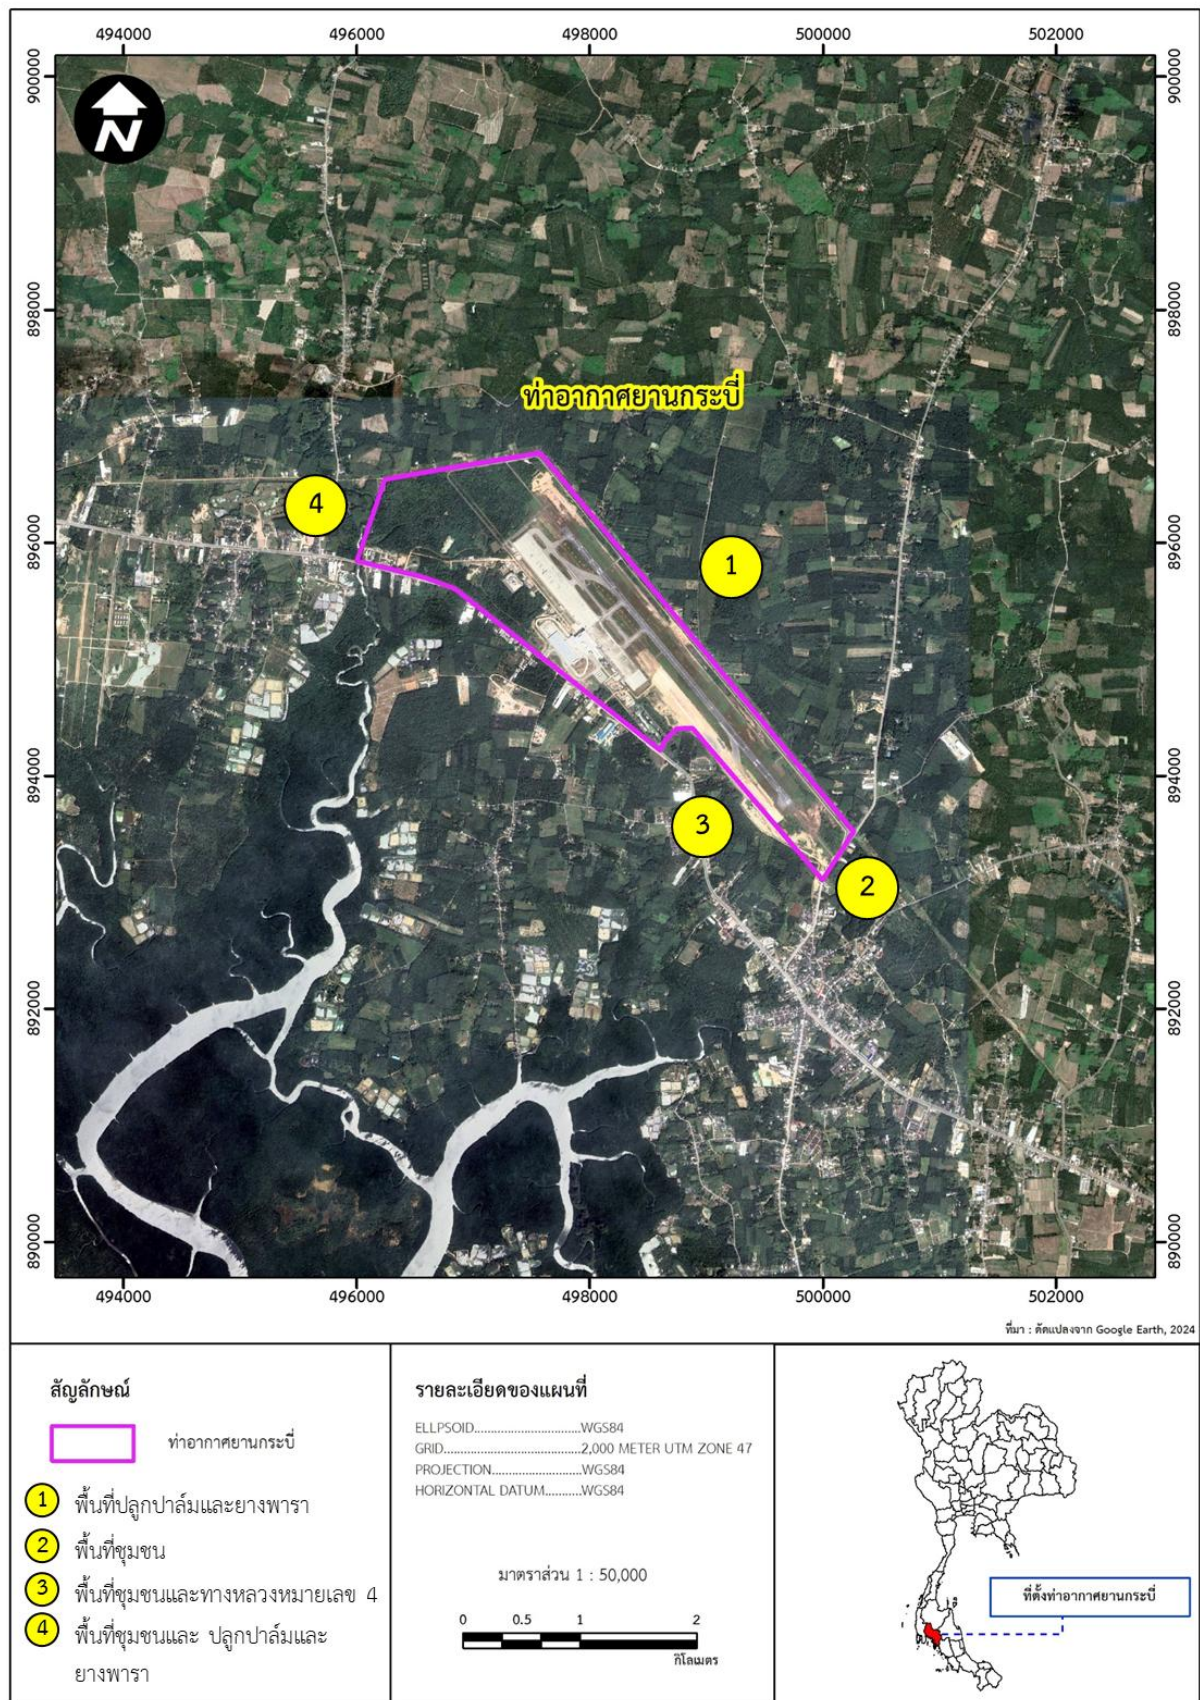 494000 496000 498000 500000 502000
900000 900000
N
898000 898000
ท่าอากาศยานกระบี่
4
896000 896000
1
894000 894000
3
2
892000 892000
890000 890000
494000 496000 498000 500000 502000
ที่มา : ดัดแปลงจาก Google Earth, 2024
สัญลักษณ์
ท่าอากาศยานกระบี่
1 พื้นที่ปลูกปาล์มและยางพารา
2 พื้นที่ชุมชน
3 พื้นที่ชุมชนและทางหลวงหมายเลข 4
4 พื้นที่ชุมชนและ ปลูกปาล์มและ
ยางพารา
รายละเอียดของแผนที่
ELLPSOID............................WGS84
GRID....................................2,000 METER UTM ZONE 47
PROJECTION.......................WGS84
HORIZONTAL DATUM..........WGS84
มาตราส่วน 1 : 50,000
0 0.5 1 2
กิโลเมตร
ที่ตั้งท่าอากาศยานกระบี่